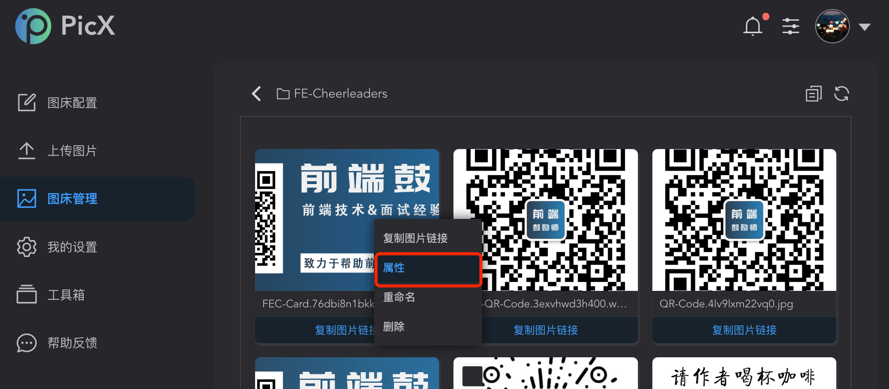 PicX
图床配置
上传图片
图床管理
我的设置
工具箱
帮助反馈
FE-Cheerleaders
前端鼓
前端技术&面试经验
致力于帮助前
前端
鼓励师
前端
鼓励师
复制图片链接
属性
重命名
删除
FEC-Card.76dbi8n1bkk
-QR-Code.3exvhwd3h400.w...
QR-Code.4lv9lxm22vq0.jpg
复制图片链接
复制图片链接
复制图片链接
请作者喝杯咖啡